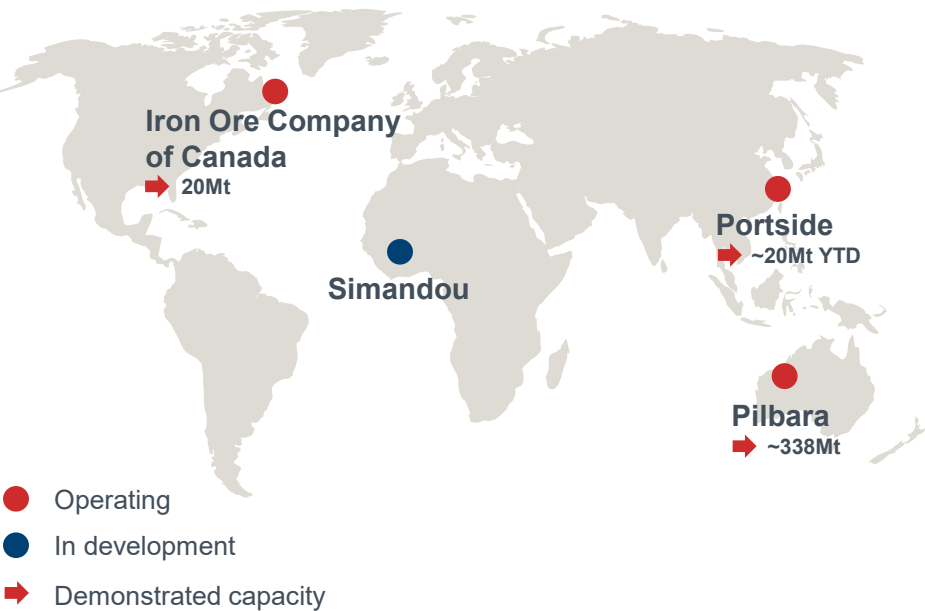 Iron Ore Company
of Canada
20Mt
Portside
~20Mt YTD
Simandou
Pilbara
~338Mt
Operating
In development
Demonstrated capacity